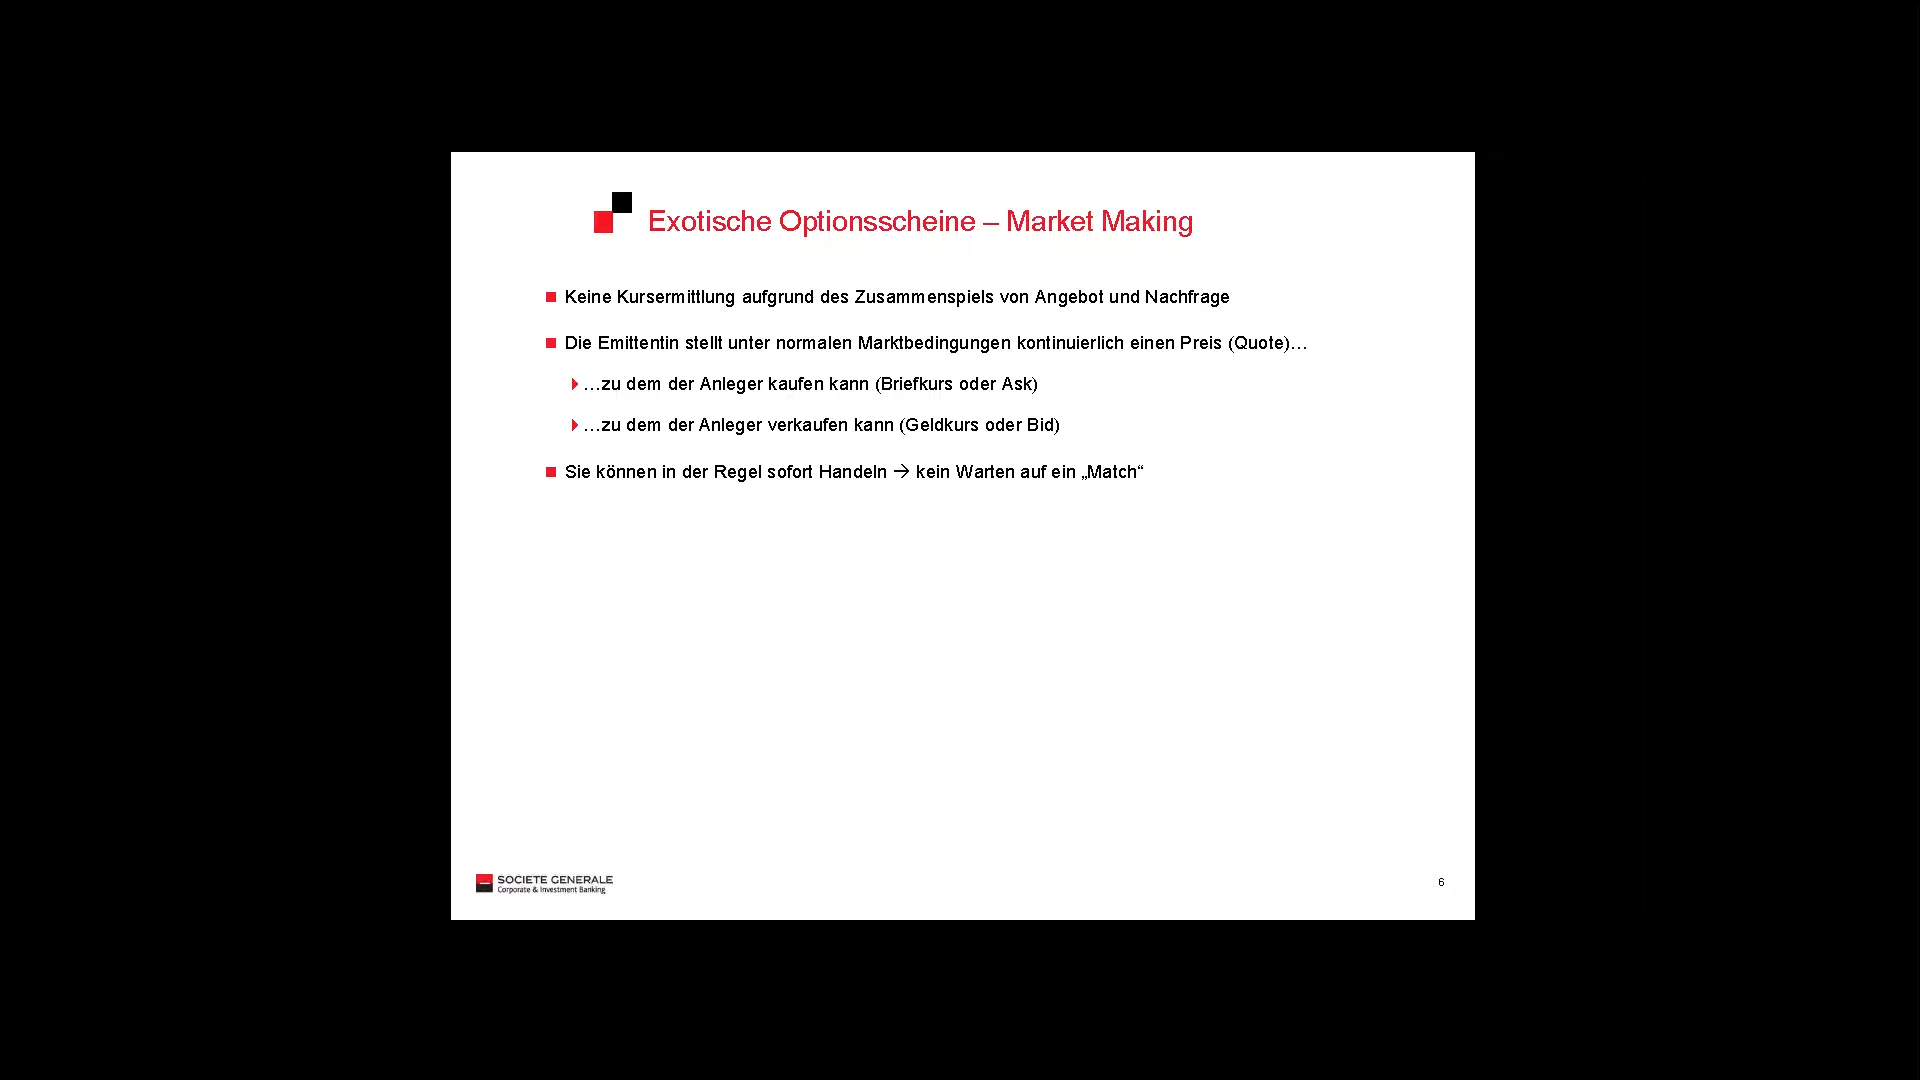 Exotische Optionsscheine – Market Making
Keine Kursermittlung aufgrund des Zusammenspiels von Angebot und Nachfrage
Die Emittentin stellt unter normalen Marktbedingungen kontinuierlich einen Preis (Quote)…
…zu dem der Anleger kaufen kann (Briefkurs oder Ask)
…zu dem der Anleger verkaufen kann (Geldkurs oder Bid)
Sie können in der Regel sofort Handeln → kein Warten auf ein „Match“
SOCIETE GENERALE
Corporate & Investment Banking
6